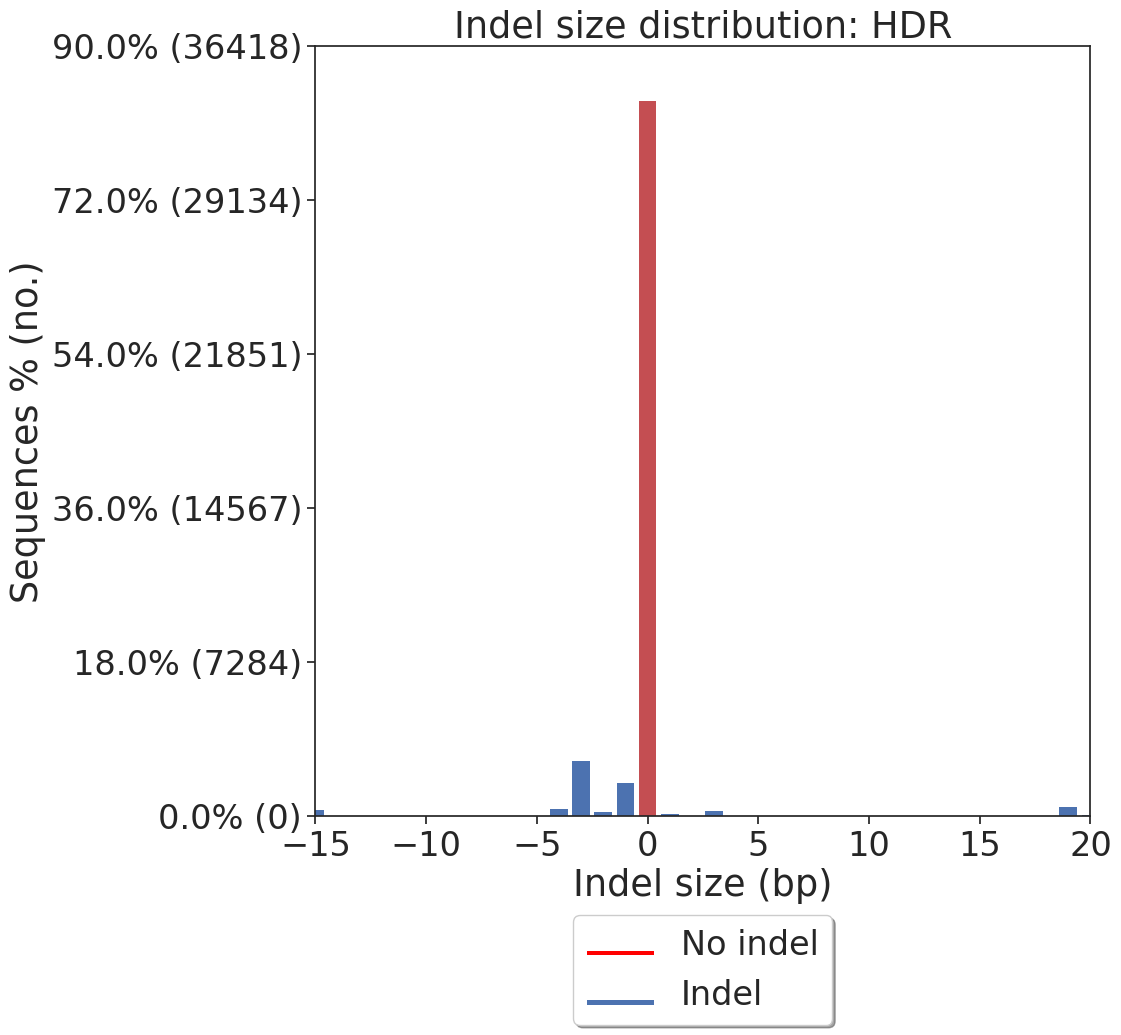 Indel size distribution: HDR
90.0% (36418)
72.0% (29134)
54.0% (21851)
36.0% (14567)
18.0% (7284)
0.0% (0)
Sequences % (no.)
−15 −10 −5 0 5 10 15 20
Indel size (bp)
No indel
Indel